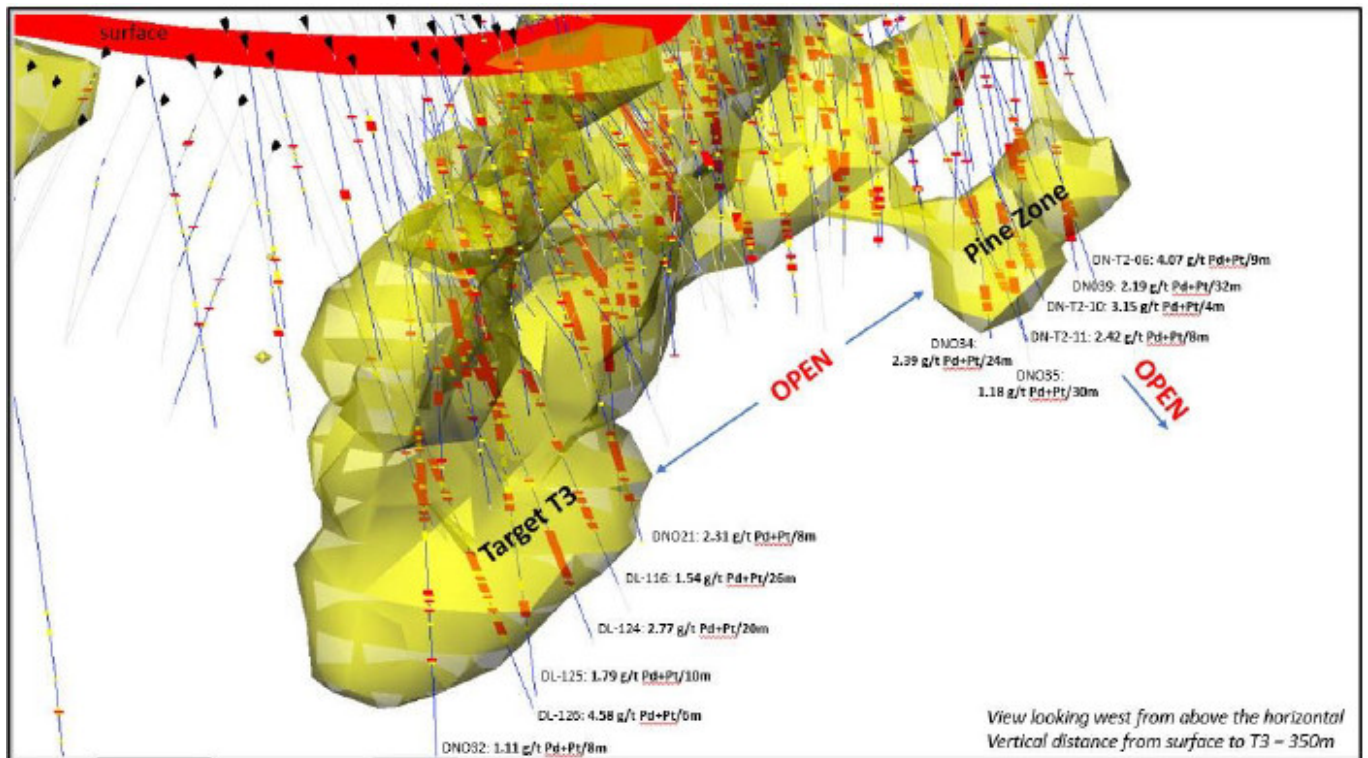 surface
Pine Zone
DN-T2-06: 4.07 g/t Pd+Pt/9m
DNO39: 2.19 g/t Pd+Pt/32m
DN-T2-10: 3.15 g/t Pd+Pt/4m
DN-T2-11: 2.42 g/t Pd+Pt/8m
DNO34:
2.39 g/t Pd+Pt/24m
DNO35:
1.18 g/t Pd+Pt/30m
OPEN
OPEN
Target T3
DNO21: 2.31 g/t Pd+Pt/8m
DL-116: 1.54 g/t Pd+Pt/26m
DL-124: 2.77 g/t Pd+Pt/20m
DL-125: 1.79 g/t Pd+Pt/10m
DL-126: 4.58 g/t Pd+Pt/6m
DNO32: 1.11 g/t Pd+Pt/8m
View looking west from above the horizontal
Vertical distance from surface to T3 – 350m